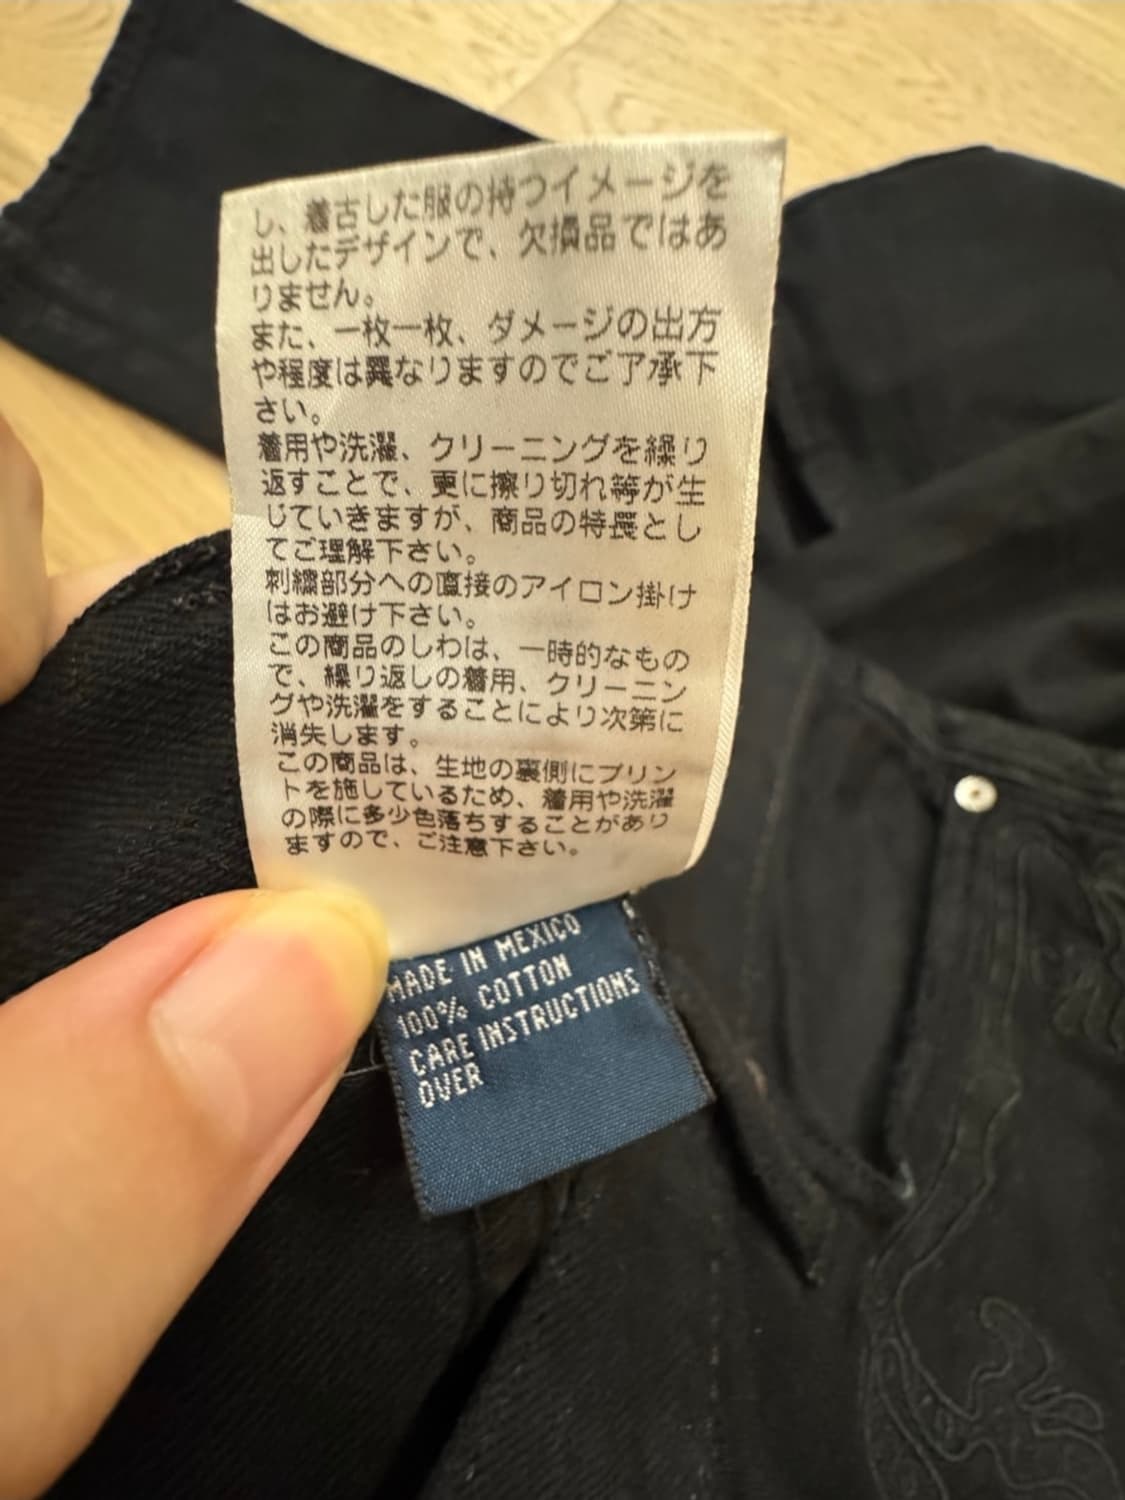 し、着古した服の持つイメージを
出したデザインで、欠損品ではあ
りません。
また、一枚一枚、ダメージの出方
や程度は異なりますのでご了承下
さい。
着用や洗濯、クリーニングを繰り
返すことで、更に擦り切れ等が生
じていきますが、商品の特長とし
てご理解下さい。
刺繍部分への直接のアイロン掛け
はお避け下さい。
この商品のしわは、一時的なもの
で、繰り返しの着用、クリーニン
グや洗濯をすることにより次第に
消失します。
この商品は、生地の裏側にプリン
トを施しているため、着用や洗濯
の際に多少色落ちすることがあり
ますので、ご注意下さい。
MADE IN MEXICO
100% COTTON
CARE INSTRUCTIONS
OVER